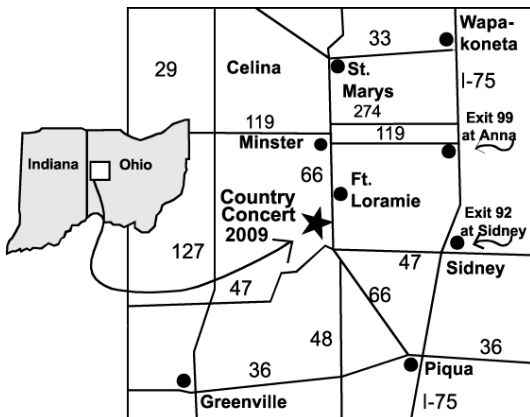 33
Wapa-
koneta
29
Celina
St.
Marys
I-75
274
119
119
Exit 99
at Anna
Minster
Indiana
Ohio
66
Ft.
Loramie
Country
Concert
2009
Exit 92
at Sidney
127
47
47
Sidney
66
48
36
36
Piqua
Greenville
I-75